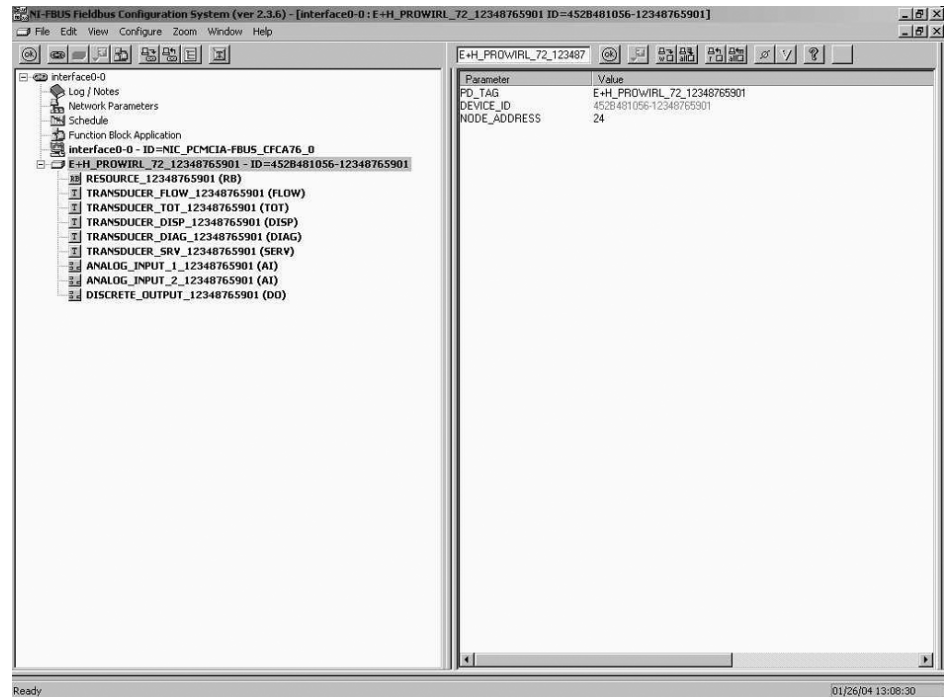 NI-FBUS Fieldbus Configuration System (ver 2.3.6) - [interface0-0 : E+H_PROWIRL_72_12348765901 ID=452B481056-12348765901]
File Edit View Configure Zoom Window Help
E+H_PROWIRL_72_123487
interface0-0
Log / Notes
Network Parameters
Schedule
Function Block Application
interface0-0 - ID=NIC_PCMCIA-FBUS_CFCA76_0
E+H_PROWIRL_72_12348765901 - ID=452B481056-12348765901
RESOURCE_12348765901 (RB)
TRANSDUCER_FLOW_12348765901 (FLOW)
TRANSDUCER_TOT_12348765901 (TOT)
TRANSDUCER_DISP_12348765901 (DISP)
TRANSDUCER_DIAG_12348765901 (DIAG)
TRANSDUCER_SRV_12348765901 (SERV)
ANALOG_INPUT_1_12348765901 (AI)
ANALOG_INPUT_2_12348765901 (AI)
DISCRETE_OUTPUT_12348765901 (DO)
Parameter Value
PD_TAG E+H_PROWIRL_72_12348765901
DEVICE_ID 452B481056-12348765901
NODE_ADDRESS 24
Ready 01/26/04 13:08:30